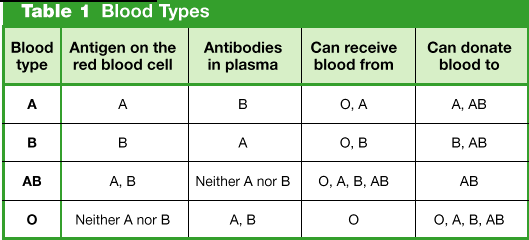 Table 1 Blood Types
Blood type | Antigen on the red blood cell | Antibodies in plasma | Can receive blood from | Can donate blood to
A | A | B | O, A | A, AB
B | B | A | O, B | B, AB
AB | A, B | Neither A nor B | O, A, B, AB | AB
O | Neither A nor B | A, B | O | O, A, B, AB